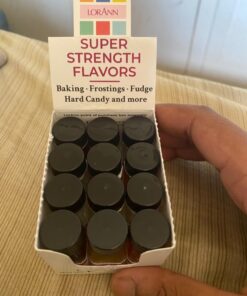 LORANN
SUPER
STRENGTH
FLAVORS
Baking · Frostings · Fudge
Hard Candy and more